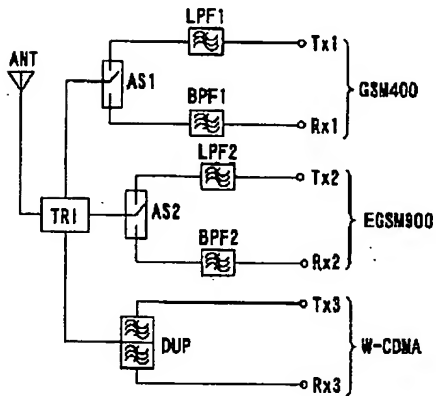 LPF1
Tx1
ANT
AS1
GSM400
BPF1
Rx1
LPF2
Tx2
TRI
AS2
EGSM900
BPF2
Rx2
Tx3
DUP
W-CDMA
Rx3